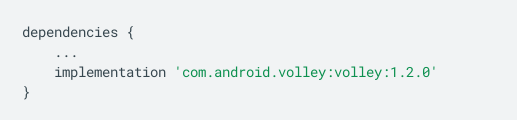 dependencies {
    ...
    implementation 'com.android.volley:volley:1.2.0'
}